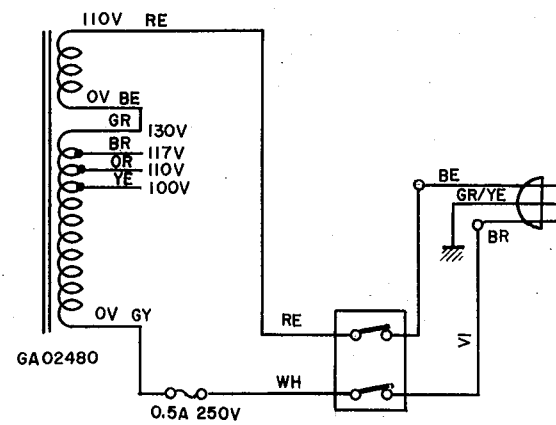 110V RE
0V BE
GR 130V
BR 117V
OR 110V
YE 100V
BE
GR/YE
BR
0V GY
RE
VI
GA02480
WH
0.5A 250V